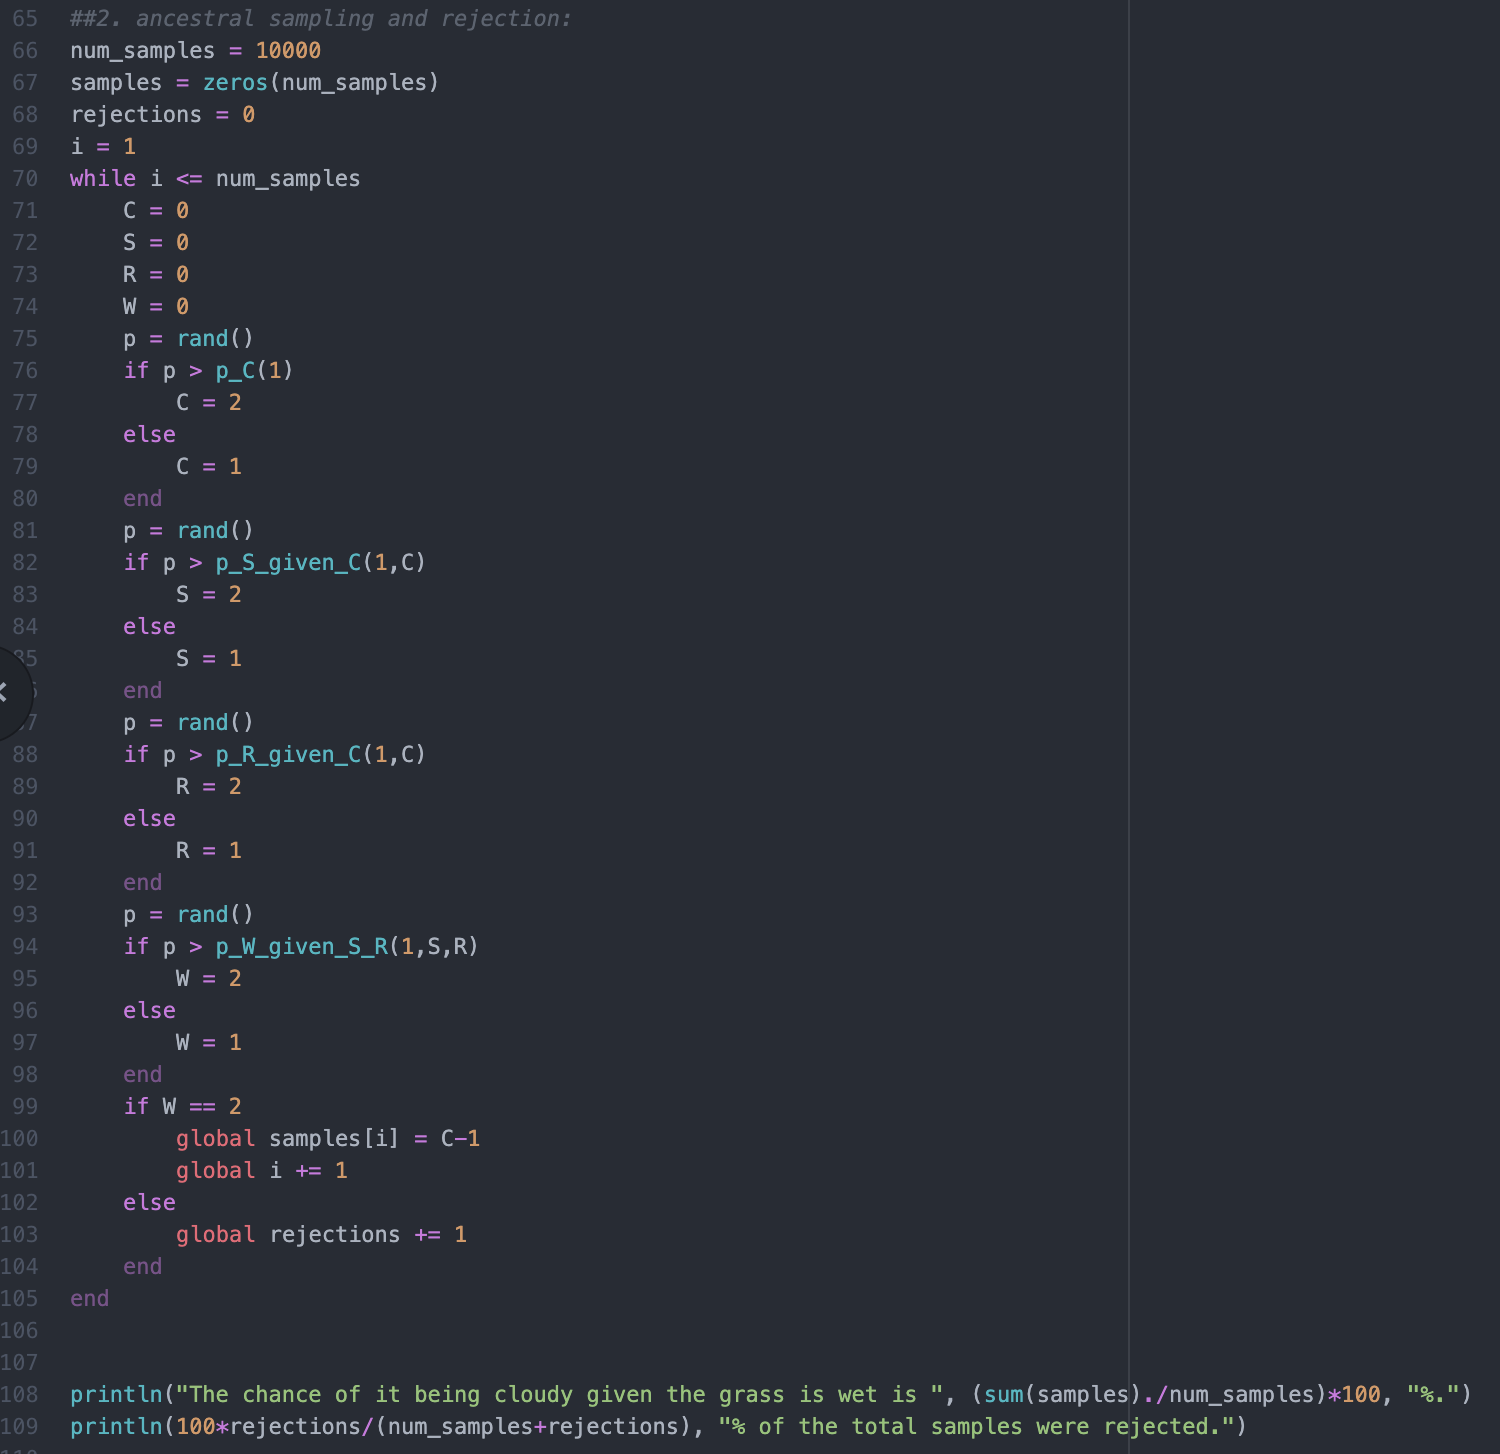 65 ##2. ancestral sampling and rejection:
66 num_samples = 10000
67 samples = zeros(num_samples)
68 rejections = 0
69 i = 1
70 while i <= num_samples
71 C = 0
72 S = 0
73 R = 0
74 W = 0
75 p = rand()
76 if p > p_C(1)
77 C = 2
78 else
79 C = 1
80 end
81 p = rand()
82 if p > p_S_given_C(1,C)
83 S = 2
84 else
85 S = 1
end
7 p = rand()
88 if p > p_R_given_C(1,C)
89 R = 2
90 else
91 R = 1
92 end
93 p = rand()
94 if p > p_W_given_S_R(1,S,R)
95 W = 2
96 else
97 W = 1
98 end
99 if W == 2
100 global samples[i] = C-1
101 global i += 1
102 else
103 global rejections += 1
104 end
105 end
106
107
108 println("The chance of it being cloudy given the grass is wet is ", (sum(samples)./num_samples)*100, "%.")
109 println(100*rejections/(num_samples+rejections), "% of the total samples were rejected.")